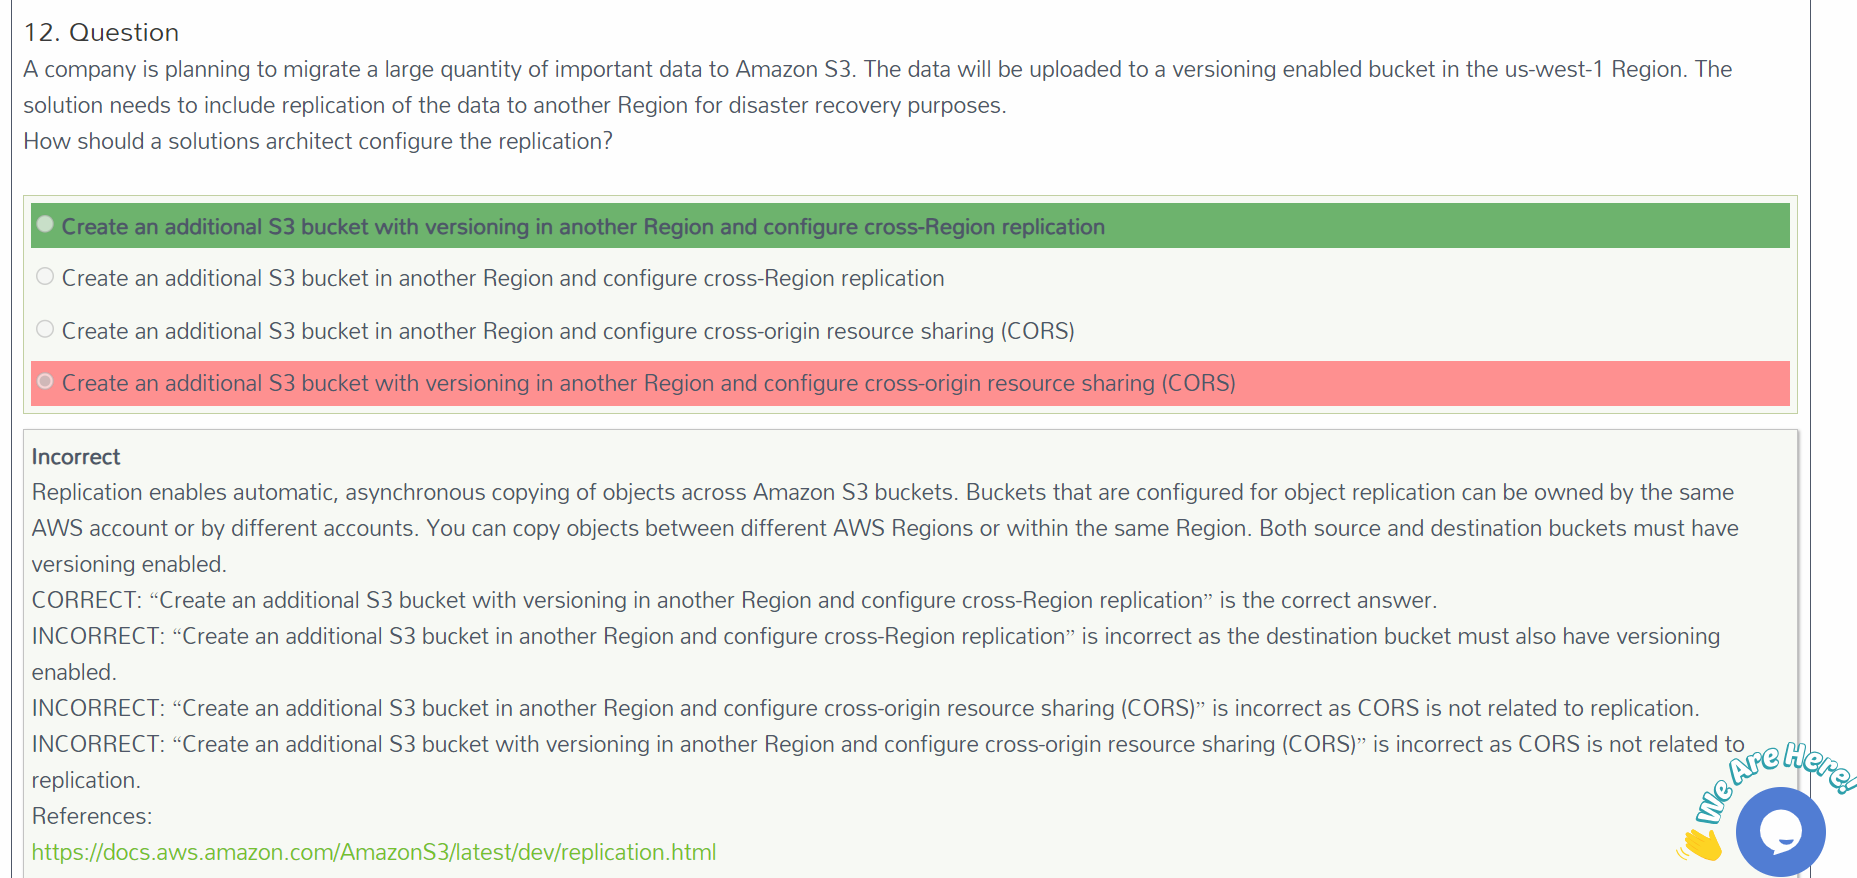 12. Question
A company is planning to migrate a large quantity of important data to Amazon S3. The data will be uploaded to a versioning enabled bucket in the us-west-1 Region. The
solution needs to include replication of the data to another Region for disaster recovery purposes.
How should a solutions architect configure the replication?
Create an additional S3 bucket with versioning in another Region and configure cross-Region replication
Create an additional S3 bucket in another Region and configure cross-Region replication
Create an additional S3 bucket in another Region and configure cross-origin resource sharing (CORS)
Create an additional S3 bucket with versioning in another Region and configure cross-origin resource sharing (CORS)
Incorrect
Replication enables automatic, asynchronous copying of objects across Amazon S3 buckets. Buckets that are configured for object replication can be owned by the same
AWS account or by different accounts. You can copy objects between different AWS Regions or within the same Region. Both source and destination buckets must have
versioning enabled.
CORRECT: “Create an additional S3 bucket with versioning in another Region and configure cross-Region replication” is the correct answer.
INCORRECT: “Create an additional S3 bucket in another Region and configure cross-Region replication” is incorrect as the destination bucket must also have versioning
enabled.
INCORRECT: “Create an additional S3 bucket in another Region and configure cross-origin resource sharing (CORS)” is incorrect as CORS is not related to replication.
INCORRECT: “Create an additional S3 bucket with versioning in another Region and configure cross-origin resource sharing (CORS)” is incorrect as CORS is not related to
replication.
References:
https://docs.aws.amazon.com/AmazonS3/latest/dev/replication.html
We Are Here!